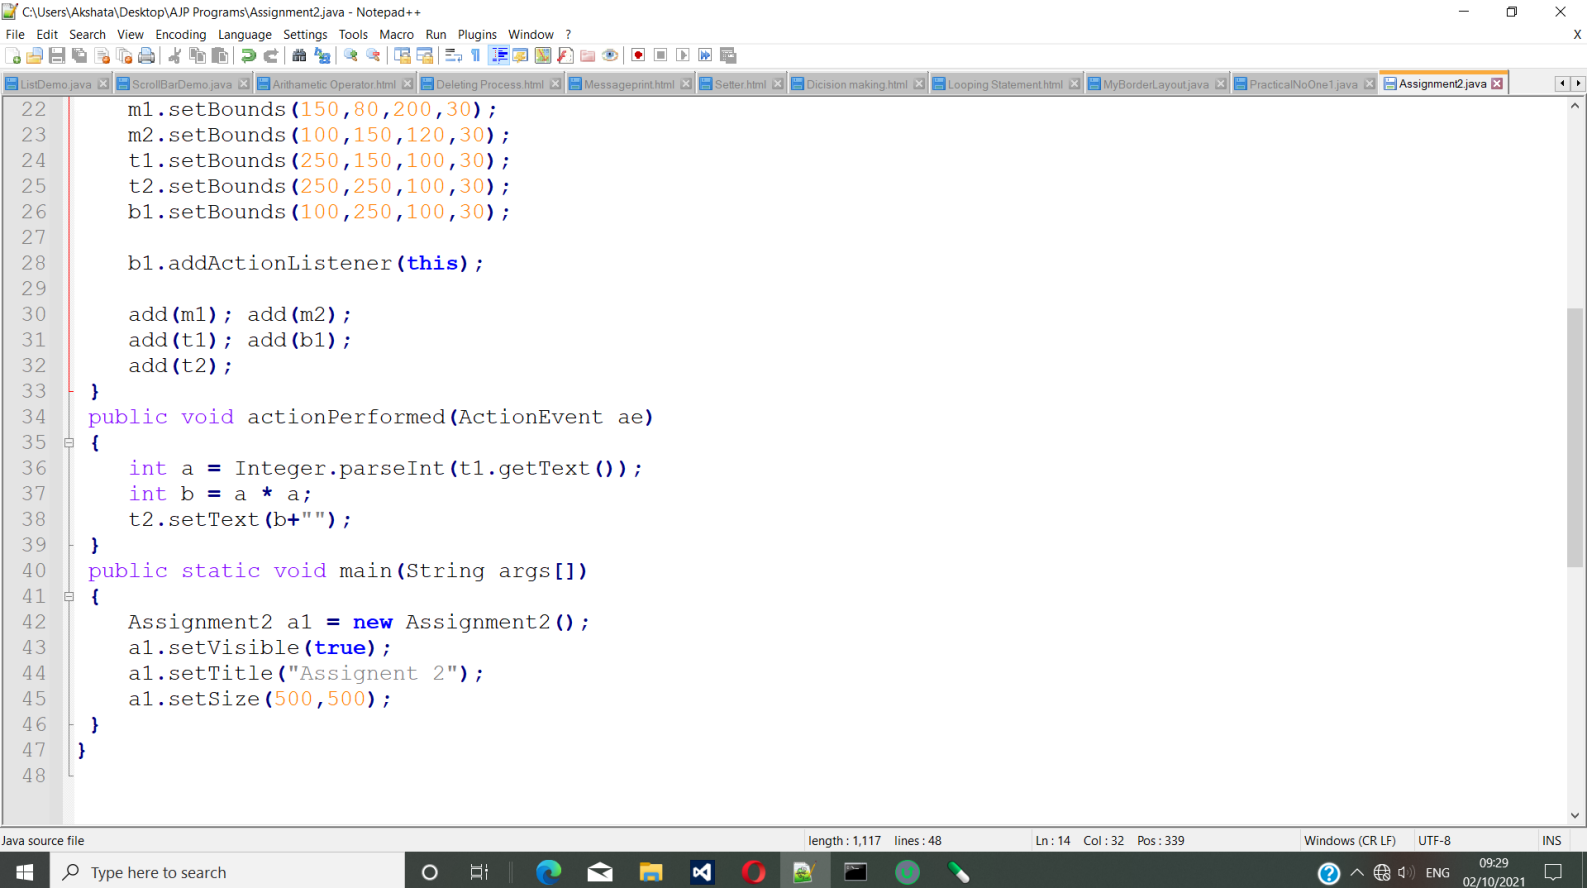 C:\Users\Akshata\Desktop\AJP Programs\Assignment2.java - Notepad++
File Edit Search View Encoding Language Settings Tools Macro Run Plugins Window ?
X
ListDemo.java ScrollBarDemo.java Arithametic Operator.html Deleting Process.html Messageprint.html Setter.html Dicision making.html Looping Statement.html MyBorderLayout.java PracticalNoOne1.java Assignment2.java
22 m1.setBounds(150,80,200,30);
23 m2.setBounds(100,150,120,30);
24 t1.setBounds(250,150,100,30);
25 t2.setBounds(250,250,100,30);
26 b1.setBounds(100,250,100,30);
27
28 b1.addActionListener(this);
29
30 add(m1); add(m2);
31 add(t1); add(b1);
32 add(t2);
33 }
34 public void actionPerformed(ActionEvent ae)
35 {
36 int a = Integer.parseInt(t1.getText());
37 int b = a * a;
38 t2.setText(b+"");
39 }
40 public static void main(String args[])
41 {
42 Assignment2 a1 = new Assignment2();
43 a1.setVisible(true);
44 a1.setTitle("Assignent 2");
45 a1.setSize(500,500);
46 }
47 }
48
Java source file length : 1,117 lines : 48 Ln : 14 Col : 32 Pos : 339 Windows (CR LF) UTF-8 INS
Type here to search ENG 09:29
02/10/2021